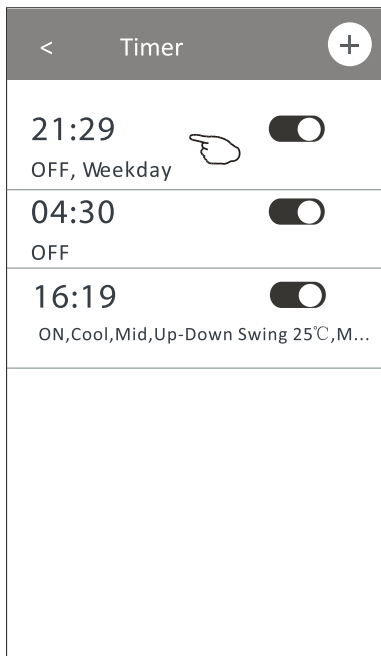 < Timer +
21:29
OFF, Weekday
04:30
OFF
16:19
ON,Cool,Mid,Up-Down Swing 25℃,M...